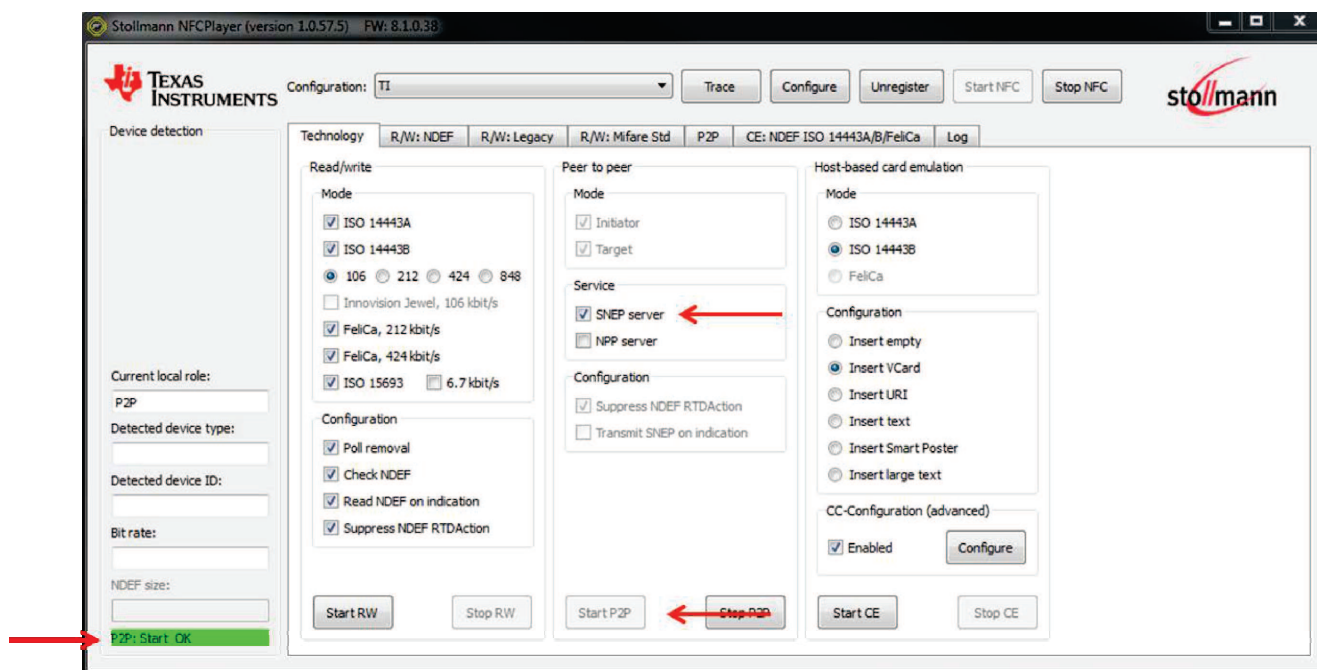 Stollmann NFCPlayer (version 1.0.57.5) FW: 8.1.0.38
TEXAS
INSTRUMENTS
Configuration: TI Trace Configure Unregister Start NFC Stop NFC
stollmann
Device detection
Technology R/W: NDEF R/W: Legacy R/W: Mifare Std P2P CE: NDEF ISO 14443A/B/FeliCa Log
Read/write
Mode
ISO 14443A
ISO 14443B
106 212 424 848
Innovision Jewel, 106 kbit/s
FeliCa, 212 kbit/s
FeliCa, 424 kbit/s
ISO 15693 6.7 kbit/s
Configuration
Poll removal
Check NDEF
Read NDEF on indication
Suppress NDEF RTDAction
Start RW Stop RW
Peer to peer
Mode
Initiator
Target
Service
SNEP server
NPP server
Configuration
Suppress NDEF RTDAction
Transmit SNEP on indication
Start P2P Stop P2P
Host-based card emulation
Mode
ISO 14443A
ISO 14443B
FeliCa
Configuration
Insert empty
Insert VCard
Insert URI
Insert text
Insert Smart Poster
Insert large text
CC-Configuration (advanced)
Enabled Configure
Start CE Stop CE
Current local role:
P2P
Detected device type:
Detected device ID:
Bit rate:
NDEF size:
P2P: Start OK